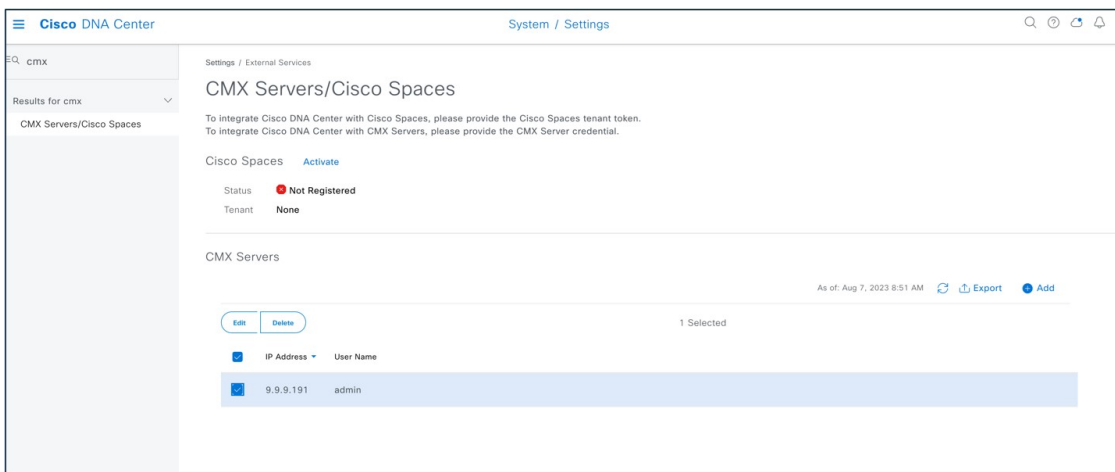 Cisco DNA Center
System / Settings
cmx
Results for cmx
CMX Servers/Cisco Spaces
Settings / External Services
CMX Servers/Cisco Spaces
To integrate Cisco DNA Center with Cisco Spaces, please provide the Cisco Spaces tenant token.
To integrate Cisco DNA Center with CMX Servers, please provide the CMX Server credential.
Cisco Spaces Activate
Status Not Registered
Tenant None
CMX Servers
As of: Aug 7, 2023 8:51 AM Export Add
Edit Delete 1 Selected
IP Address User Name
9.9.9.191 admin